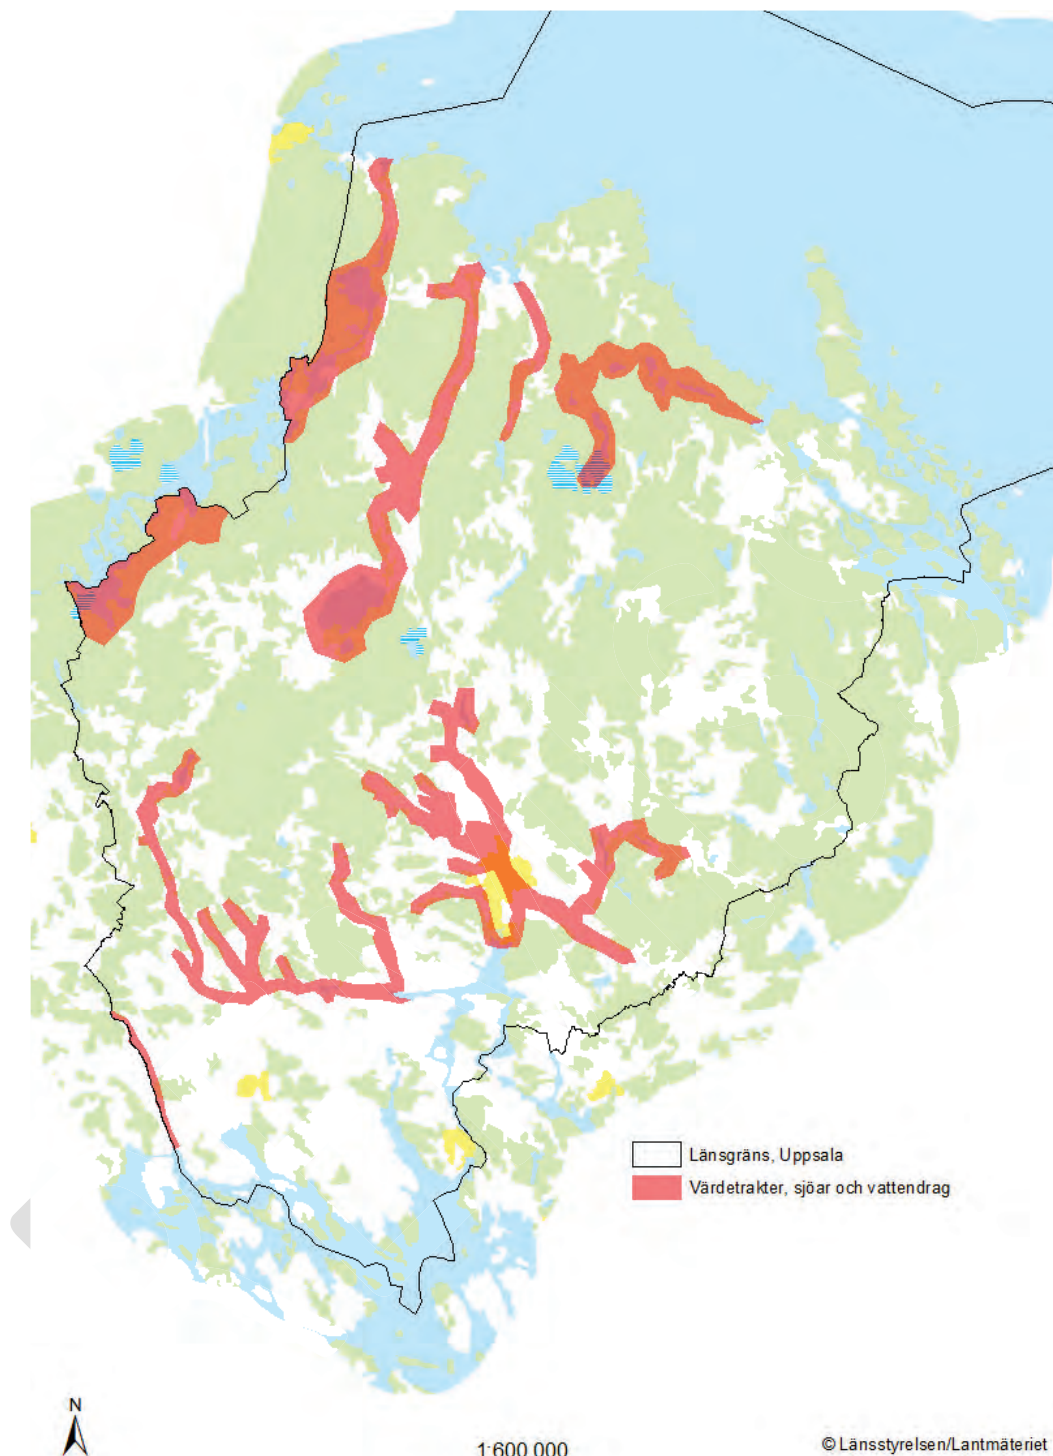 Länsgräns, Uppsala
Värdetrakter, sjöar och vattendrag
N
1:600 000
© Länsstyrelsen/Lantmäteriet